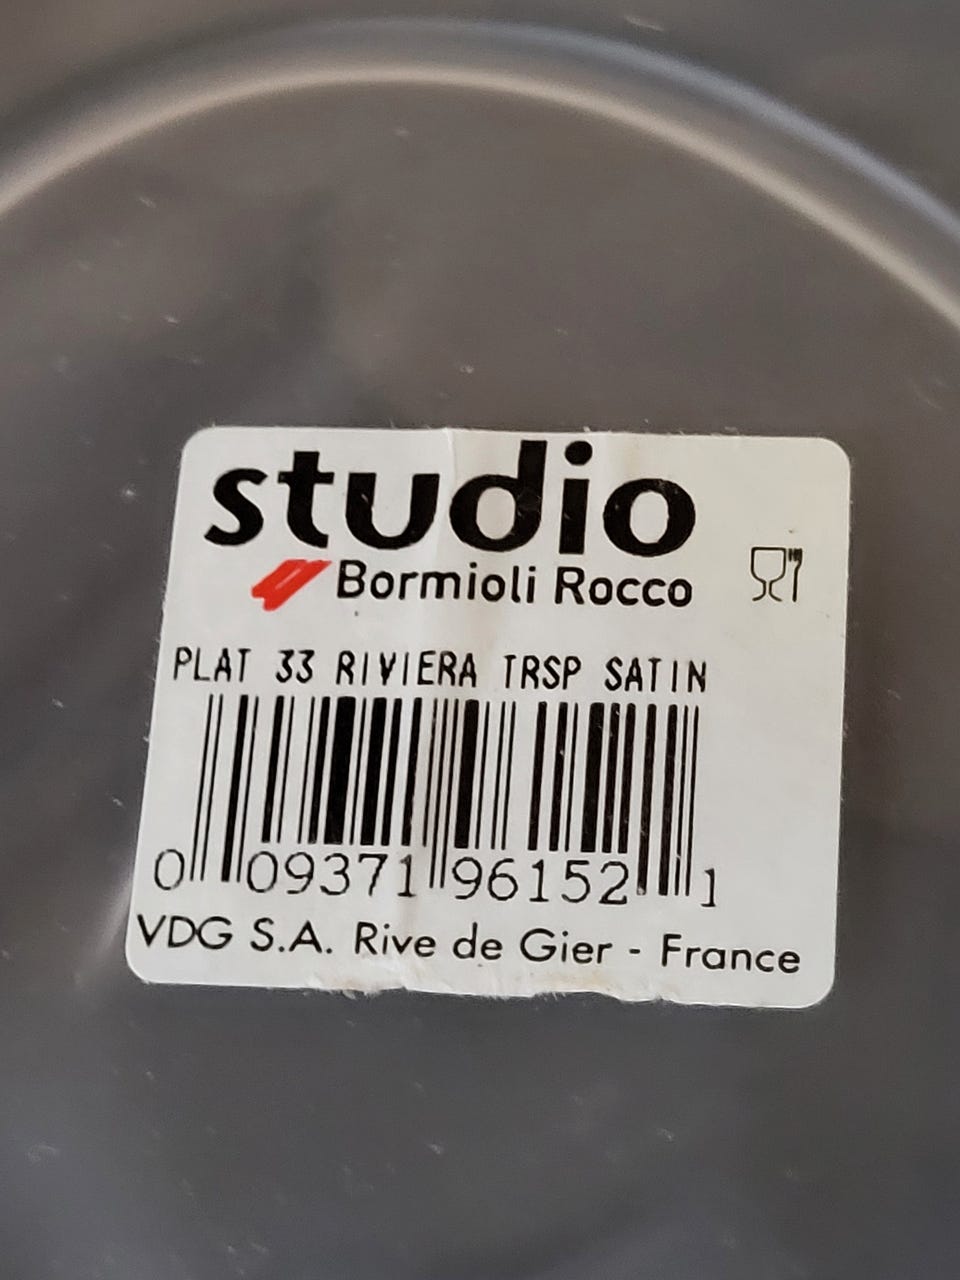 studio
Bormioli Rocco
PLAT 33 RIVIERA TRSP SATIN
0 09371 96152 1
VDG S.A. Rive de Gier - France